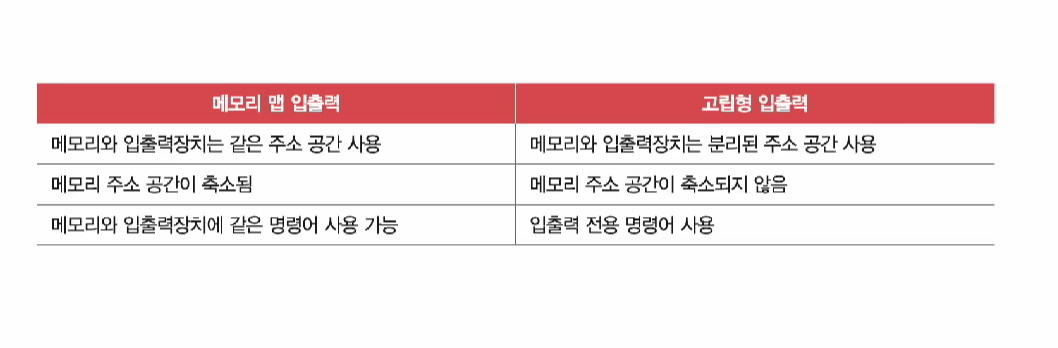 메모리 맵 입출력 고립형 입출력
메모리와 입출력장치는 같은 주소 공간 사용 메모리와 입출력장치는 분리된 주소 공간 사용
메모리 주소 공간이 축소됨 메모리 주소 공간이 축소되지 않음
메모리와 입출력장치에 같은 명령어 사용 가능 입출력 전용 명령어 사용